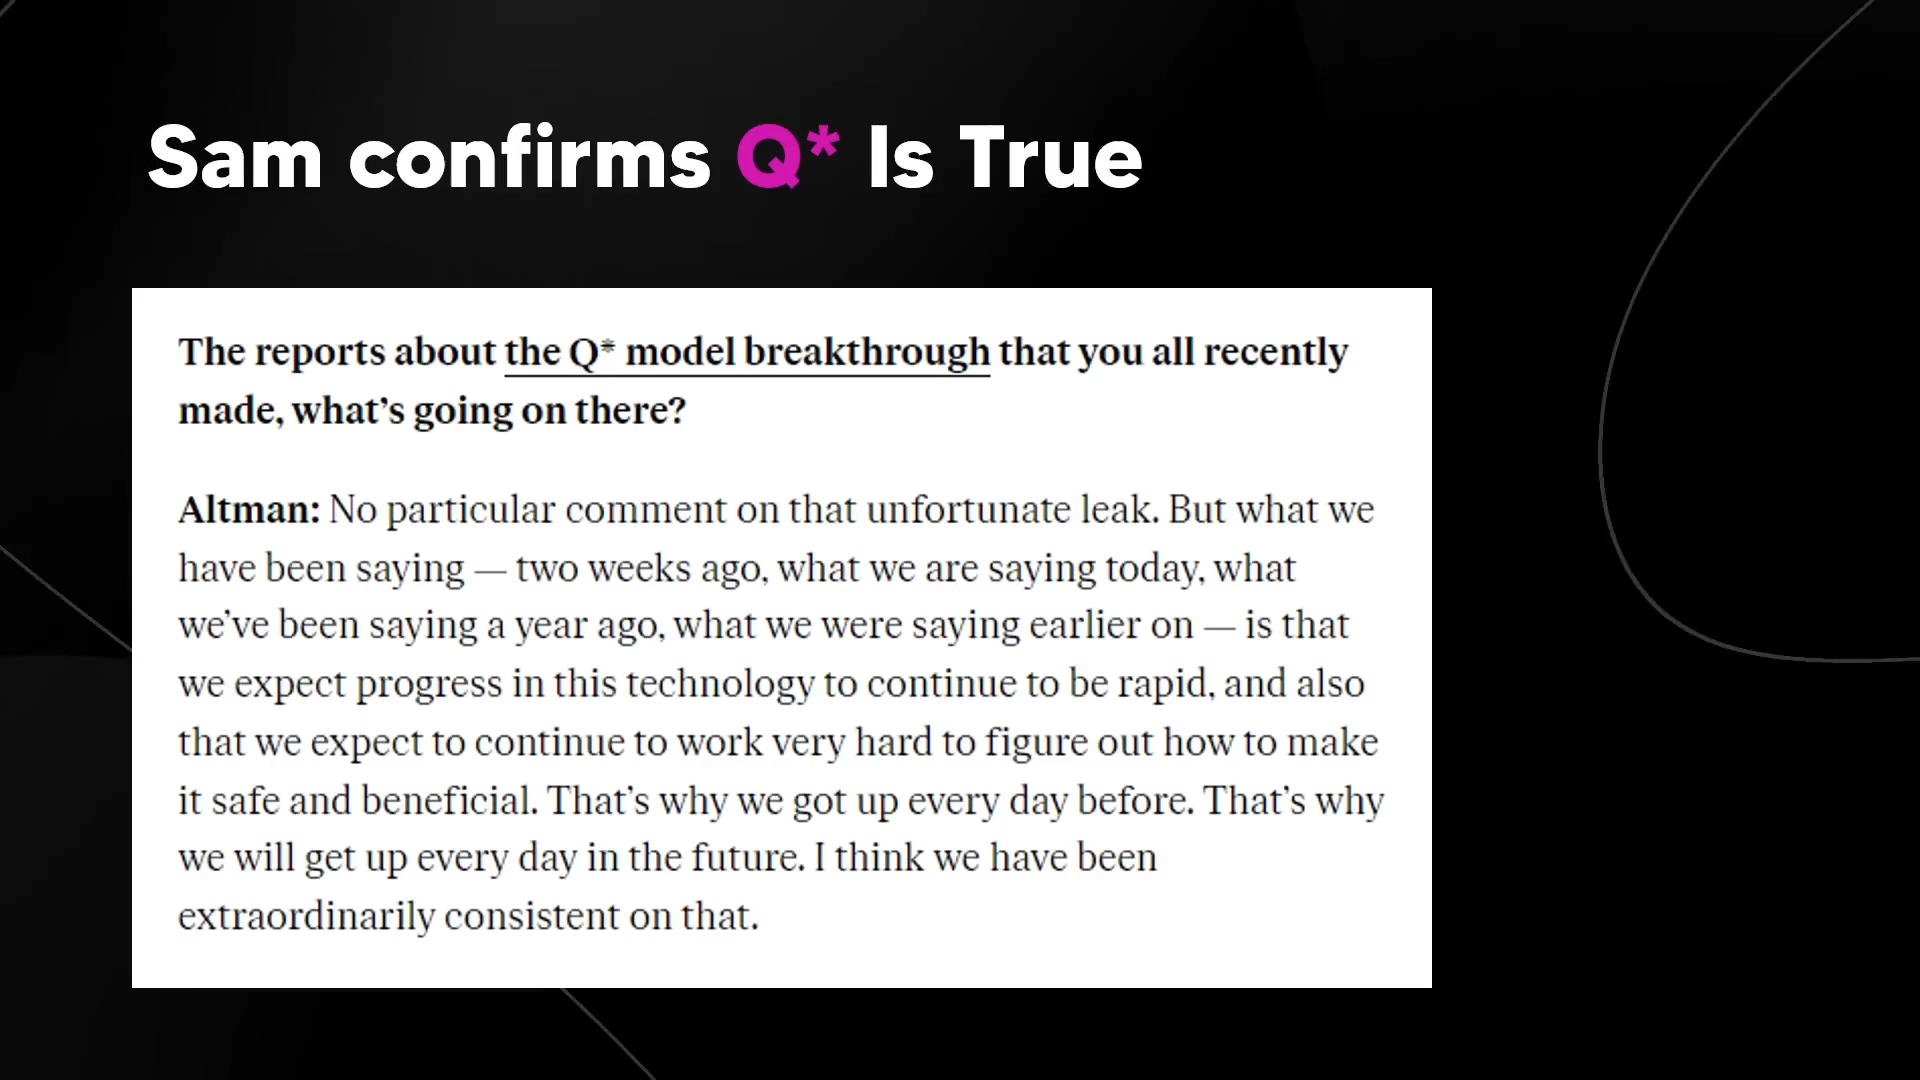 Sam confirms Q* Is True
The reports about the Q* model breakthrough that you all recently
made, what’s going on there?
Altman: No particular comment on that unfortunate leak. But what we
have been saying — two weeks ago, what we are saying today, what
we’ve been saying a year ago, what we were saying earlier on — is that
we expect progress in this technology to continue to be rapid, and also
that we expect to continue to work very hard to figure out how to make
it safe and beneficial. That’s why we got up every day before. That’s why
we will get up every day in the future. I think we have been
extraordinarily consistent on that.